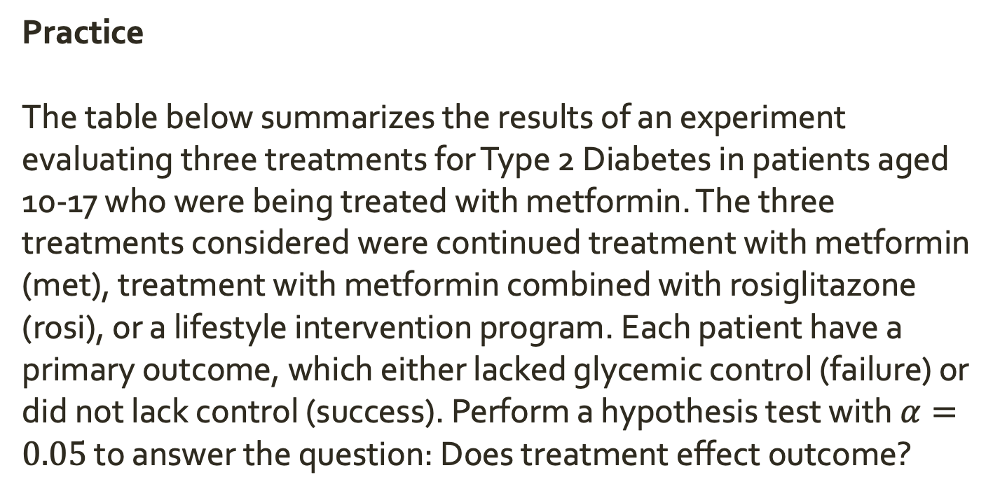 Practice
The table below summarizes the results of an experiment
evaluating three treatments for Type 2 Diabetes in patients aged
10-17 who were being treated with metformin. The three
treatments considered were continued treatment with metformin
(met), treatment with metformin combined with rosiglitazone
(rosi), or a lifestyle intervention program. Each patient have a
primary outcome, which either lacked glycemic control (failure) or
did not lack control (success). Perform a hypothesis test with α =
0.05 to answer the question: Does treatment effect outcome?